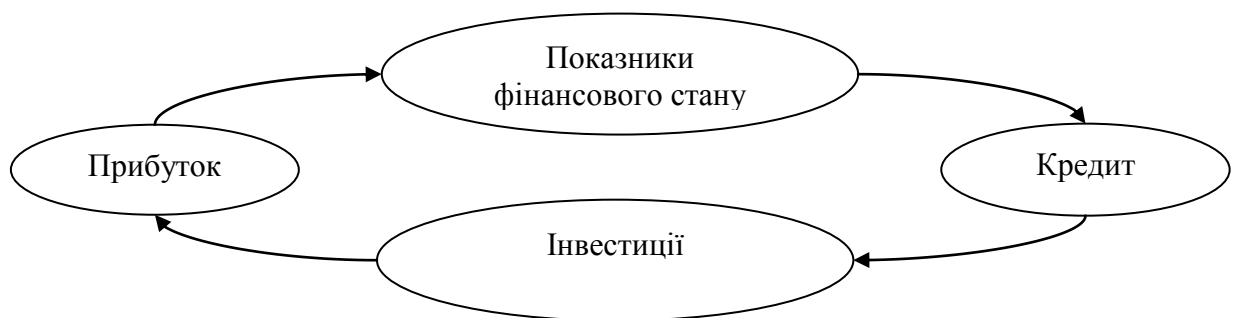 Показники
фінансового стану
Прибуток
Кредит
Інвестиції